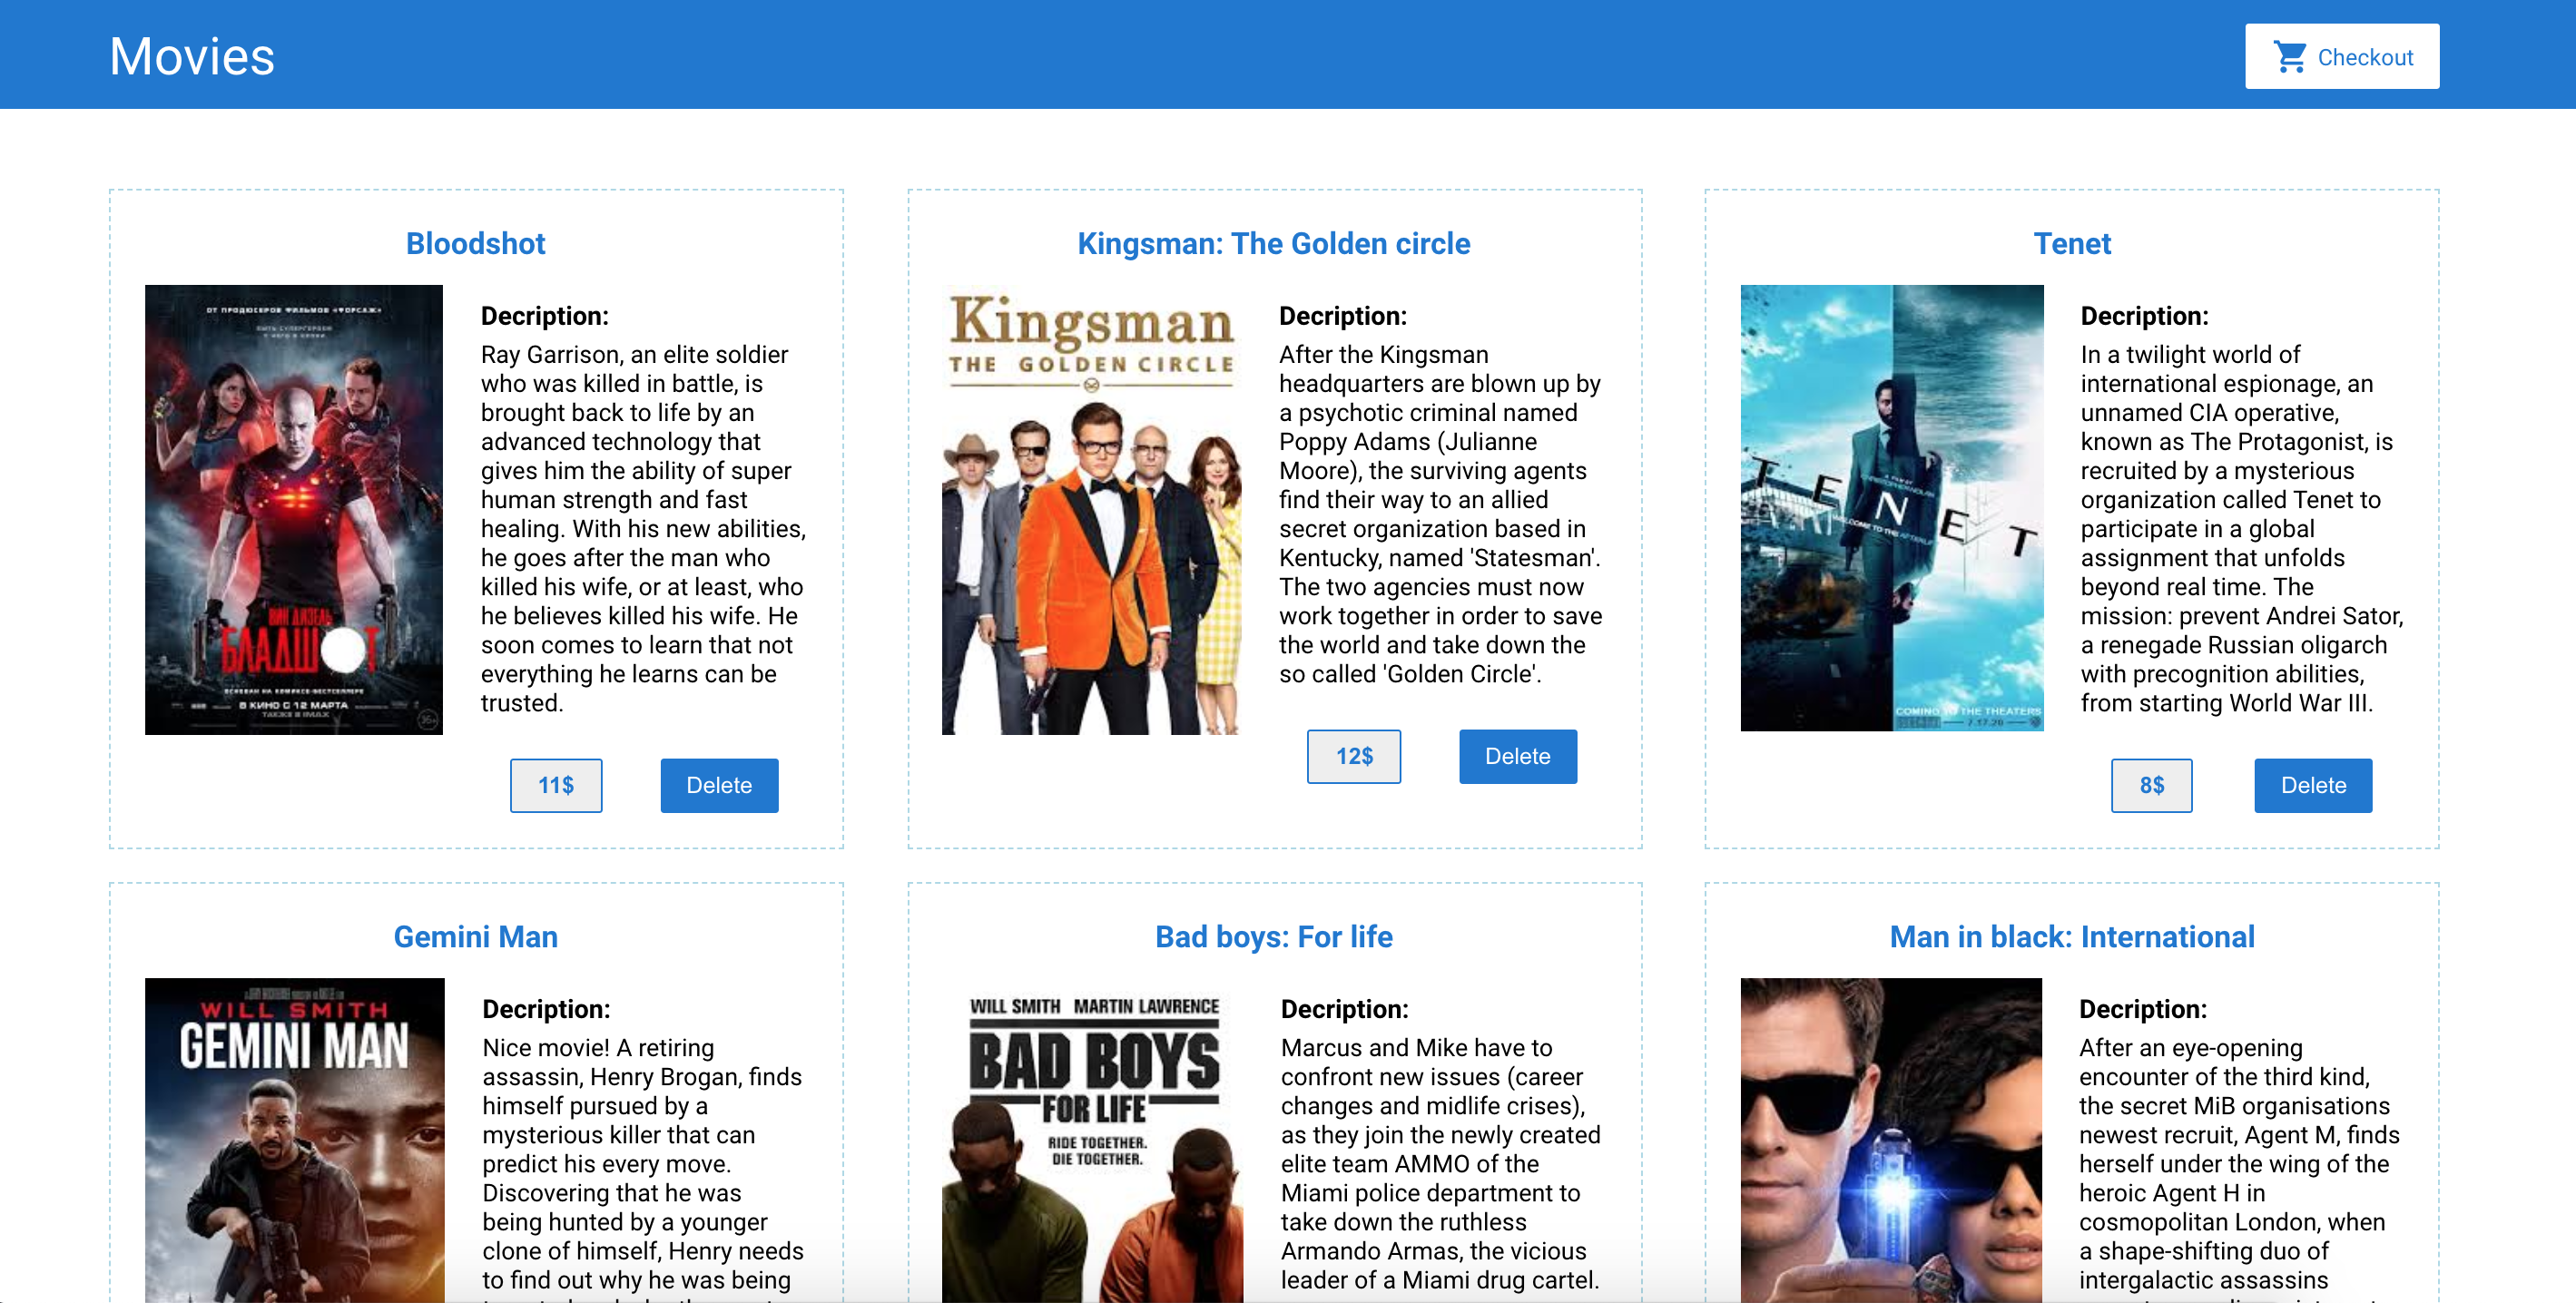 Movies
Checkout
Bloodshot
ОТ ПРОДЮСЕРОВ ФИЛЬМОВ «ФОРСАЖ»
ВИН ДИЗЕЛЬ
БЛАДШОТ
В КИНО С 12 МАРТА
ТАКЖЕ В IMAX
16+
Decription:
Ray Garrison, an elite soldier
who was killed in battle, is
brought back to life by an
advanced technology that
gives him the ability of super
human strength and fast
healing. With his new abilities,
he goes after the man who
killed his wife, or at least, who
he believes killed his wife. He
soon comes to learn that not
everything he learns can be
trusted.
11$
Delete
Kingsman: The Golden circle
Kingsman
THE GOLDEN CIRCLE
Decription:
After the Kingsman
headquarters are blown up by
a psychotic criminal named
Poppy Adams (Julianne
Moore), the surviving agents
find their way to an allied
secret organization based in
Kentucky, named 'Statesman'.
The two agencies must now
work together in order to save
the world and take down the
so called 'Golden Circle'.
12$
Delete
Tenet
TENET
COMING TO THE THEATERS
7.17.20
Decription:
In a twilight world of
international espionage, an
unnamed CIA operative,
known as The Protagonist, is
recruited by a mysterious
organization called Tenet to
participate in a global
assignment that unfolds
beyond real time. The
mission: prevent Andrei Sator,
a renegade Russian oligarch
with precognition abilities,
from starting World War III.
8$
Delete
Gemini Man
WILL SMITH
GEMINI MAN
Decription:
Nice movie! A retiring
assassin, Henry Brogan, finds
himself pursued by a
mysterious killer that can
predict his every move.
Discovering that he was
being hunted by a younger
clone of himself, Henry needs
to find out why he was being
Bad boys: For life
WILL SMITH MARTIN LAWRENCE
BAD BOYS
FOR LIFE
RIDE TOGETHER.
DIE TOGETHER.
Decription:
Marcus and Mike have to
confront new issues (career
changes and midlife crises),
as they join the newly created
elite team AMMO of the
Miami police department to
take down the ruthless
Armando Armas, the vicious
leader of a Miami drug cartel.
Man in black: International
Decription:
After an eye-opening
encounter of the third kind,
the secret MiB organisations
newest recruit, Agent M, finds
herself under the wing of the
heroic Agent H in
cosmopolitan London, when
a shape-shifting duo of
intergalactic assassins